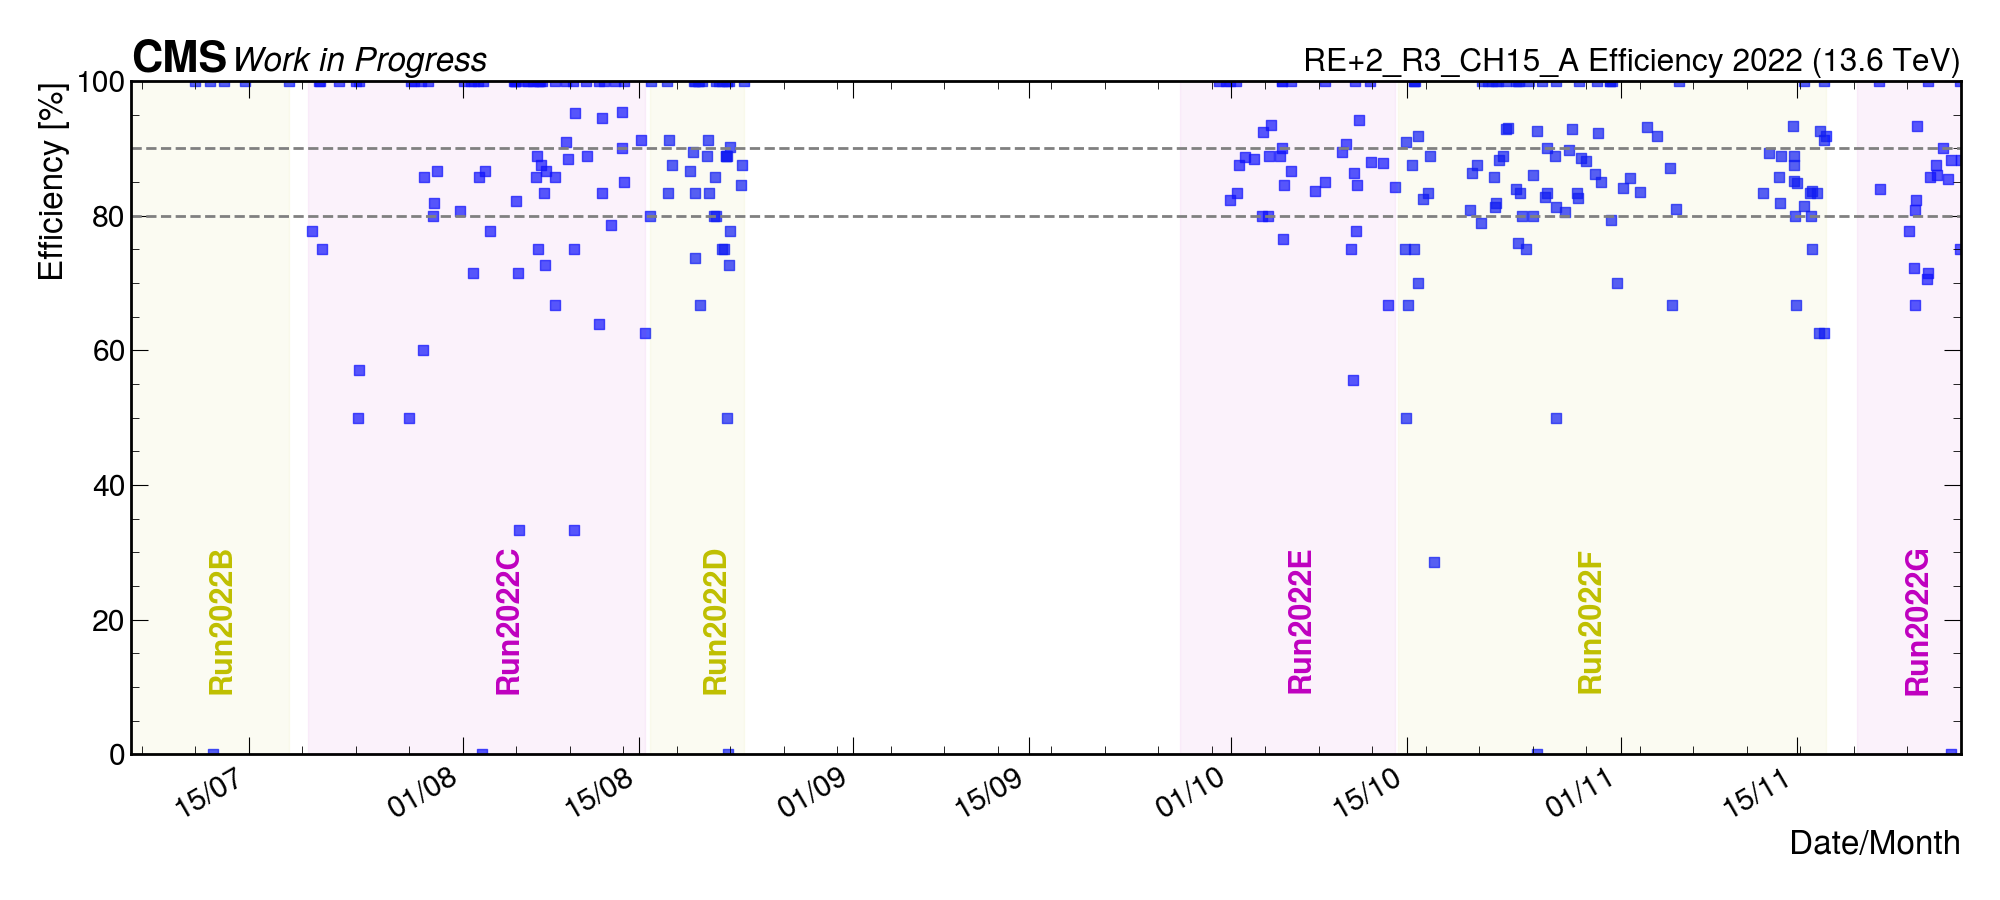 CMS Work in Progress
RE+2_R3_CH15_A Efficiency 2022 (13.6 TeV)
Efficiency [%]
100
80
60
40
20
0
Run2022B
Run2022C
Run2022D
Run2022E
Run2022F
Run2022G
15/07
01/08
15/08
01/09
15/09
01/10
15/10
01/11
15/11
Date/Month